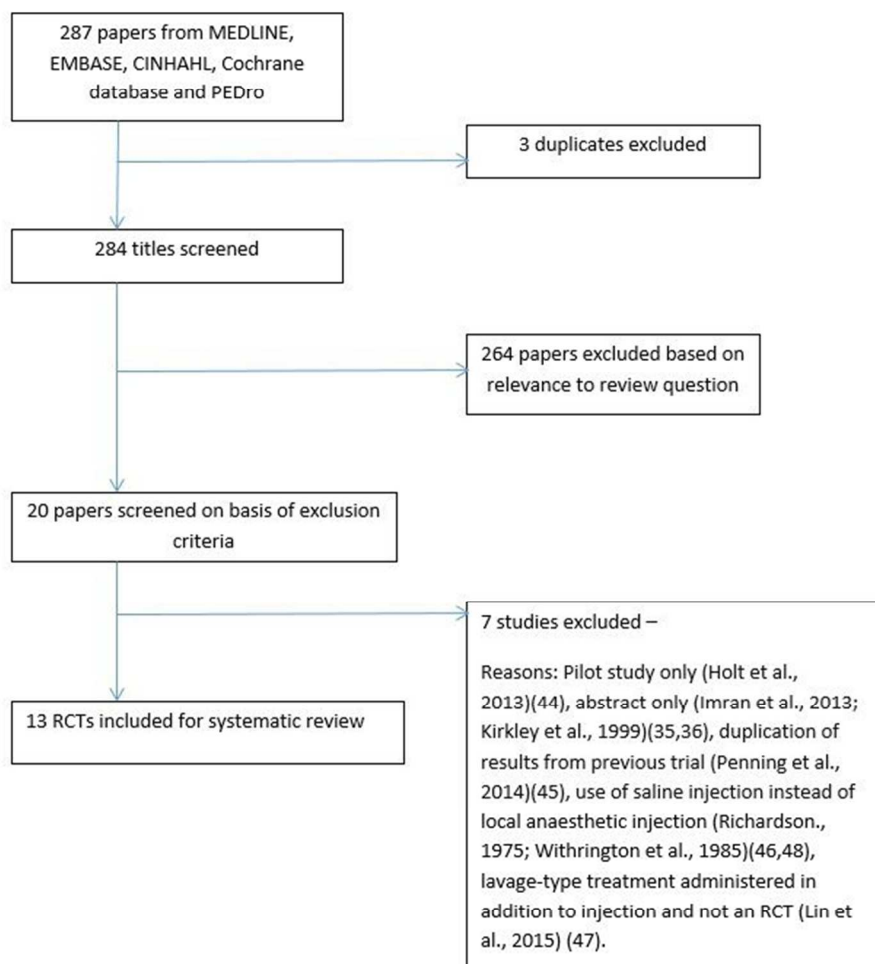 287 papers from MEDLINE,
EMBASE, CINHAHL, Cochrane
database and PEDro
3 duplicates excluded
284 titles screened
264 papers excluded based on
relevance to review question
20 papers screened on basis of exclusion
criteria
7 studies excluded –
Reasons: Pilot study only (Holt et al.,
2013)(44), abstract only (Imran et al., 2013;
Kirkley et al., 1999)(35,36), duplication of
results from previous trial (Penning et al.,
2014)(45), use of saline injection instead of
local anaesthetic injection (Richardson.,
1975; Withrington et al., 1985)(46,48),
lavage-type treatment administered in
addition to injection and not an RCT (Lin et
al., 2015) (47).
13 RCTs included for systematic review